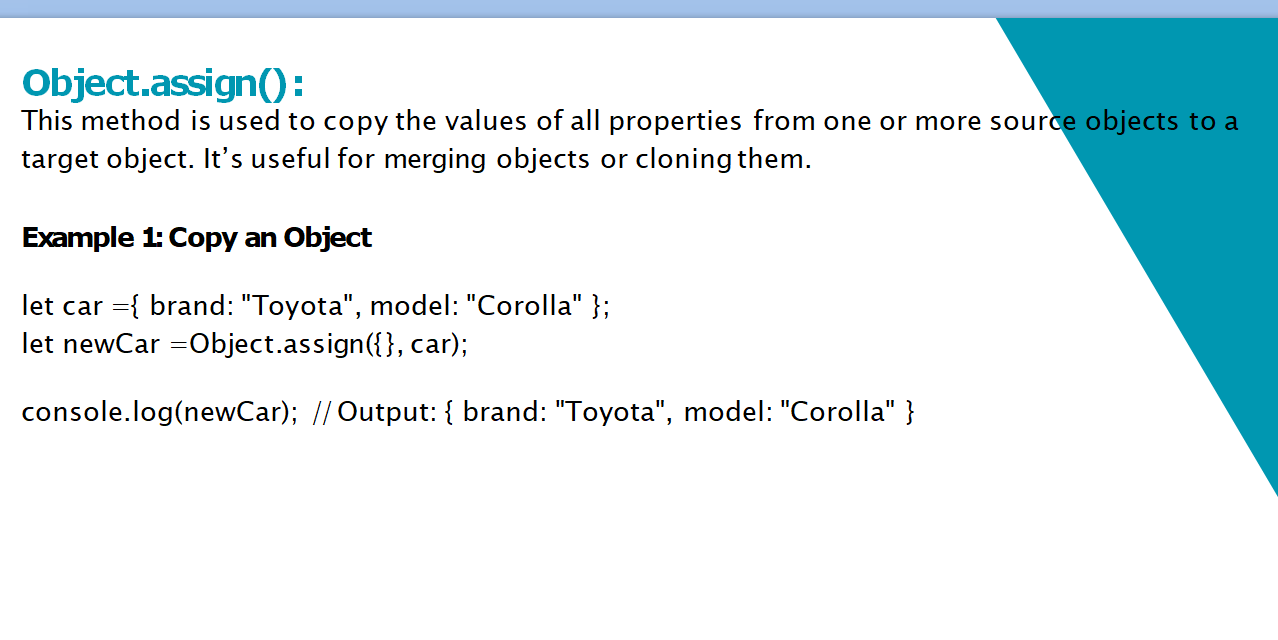 Object.assign() :
This method is used to copy the values of all properties from one or more source objects to a
target object. It’s useful for merging objects or cloning them.
Example 1: Copy an Object
let car ={ brand: "Toyota", model: "Corolla" };
let newCar =Object.assign({}, car);
console.log(newCar); // Output: { brand: "Toyota", model: "Corolla" }